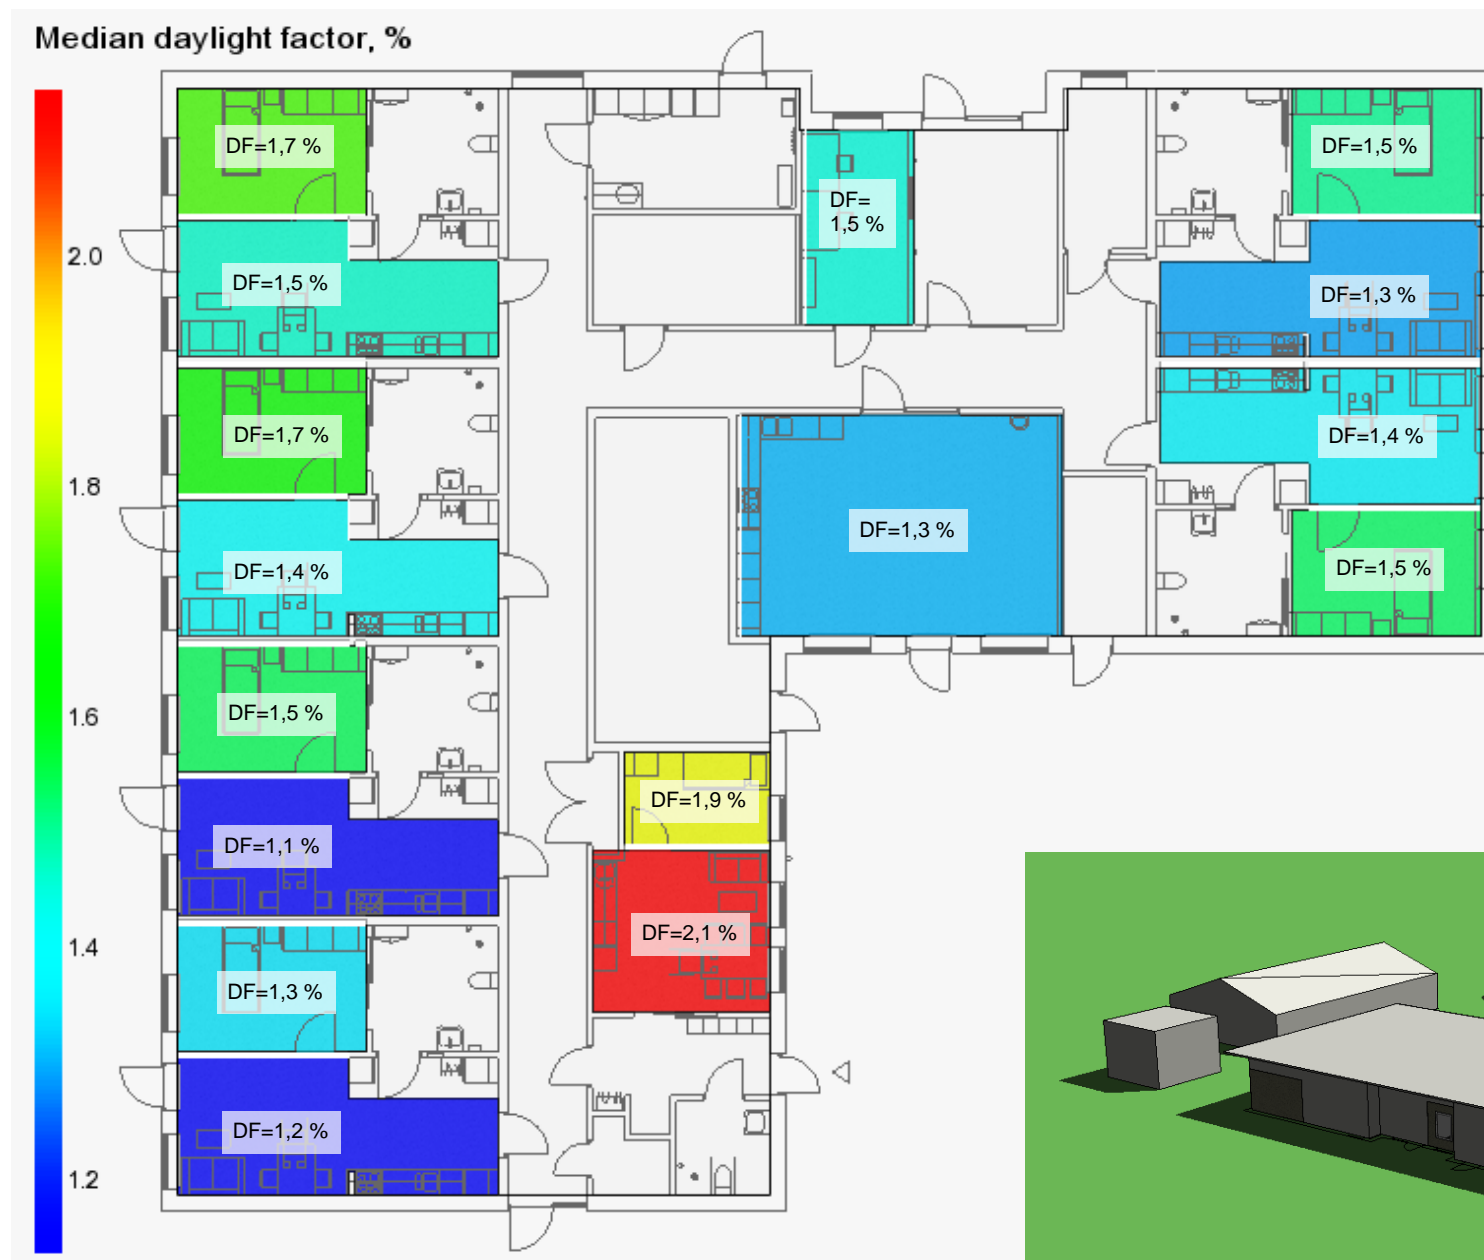 Median daylight factor, %
2.0
1.8
1.6
1.4
1.2
DF=1,7 %
DF=1,5 %
DF=1,7 %
DF=1,4 %
DF=1,5 %
DF=1,1 %
DF=1,3 %
DF=1,2 %
DF=
1,5 %
DF=1,3 %
DF=1,9 %
DF=2,1 %
DF=1,5 %
DF=1,3 %
DF=1,4 %
DF=1,5 %